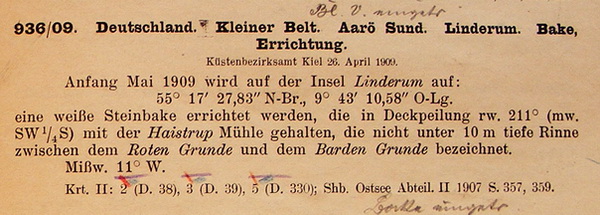 Bl V. eingetr
936/09. Deutschland. Kleiner Belt. Aarö Sund. Linderum. Bake,
Errichtung.
Küstenbezirksamt Kiel 26. April 1909.
Anfang Mai 1909 wird auf der Insel Linderum auf:
55° 17′ 27,83″ N-Br., 9° 43′ 10,58″ O-Lg.
eine weiße Steinbake errichtet werden, die in Deckpeilung rw. 211° (mw.
SW¼S) mit der Haistrup Mühle gehalten, die nicht unter 10 m tiefe Rinne
zwischen dem Roten Grunde und dem Barden Grunde bezeichnet.
Mißw. 11° W.
Krt. II: 2 (D. 38), 3 (D. 39), 5 (D. 330); Shb. Ostsee Abteil. II 1907 S. 357, 359.
eingetr